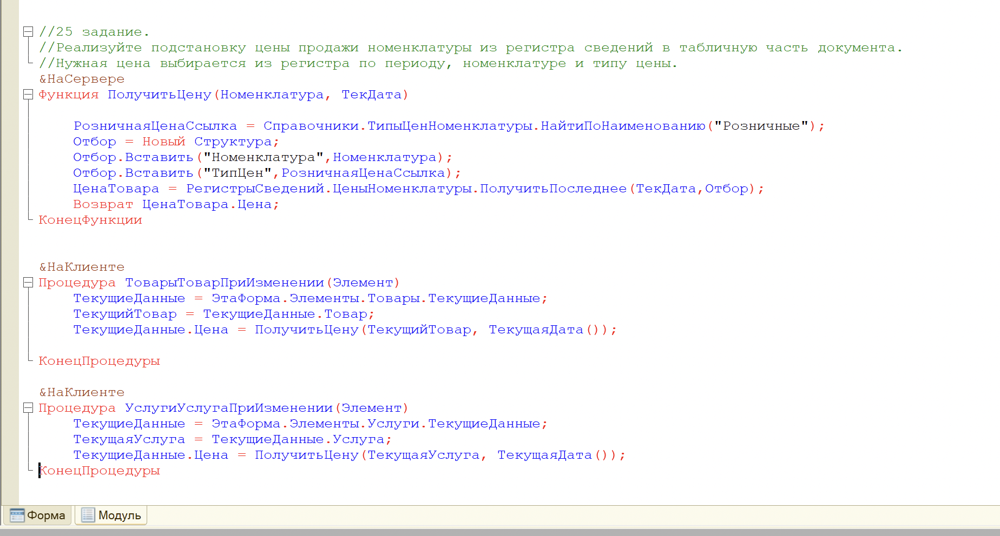 //25 задание.
//Реализуйте подстановку цены продажи номенклатуры из регистра сведений в табличную часть документа.
//Нужная цена выбирается из регистра по периоду, номенклатуре и типу цены.
&НаСервере
Функция ПолучитьЦену(Номенклатура, ТекДата)
РозничнаяЦенаСсылка = Справочники.ТипыЦенНоменклатуры.НайтиПоНаименованию("Розничные");
Отбор = Новый Структура;
Отбор.Вставить("Номенклатура",Номенклатура);
Отбор.Вставить("ТипЦен",РозничнаяЦенаСсылка);
ЦенаТовара = РегистрыСведений.ЦеныНоменклатуры.ПолучитьПоследнее(ТекДата,Отбор);
Возврат ЦенаТовара.Цена;
КонецФункции
&НаКлиенте
Процедура ТоварыТоварПриИзменении(Элемент)
ТекущиеДанные = ЭтаФорма.Элементы.Товары.ТекущиеДанные;
ТекущийТовар = ТекущиеДанные.Товар;
ТекущиеДанные.Цена = ПолучитьЦену(ТекущийТовар, ТекущаяДата());
КонецПроцедуры
&НаКлиенте
Процедура УслугиУслугаПриИзменении(Элемент)
ТекущиеДанные = ЭтаФорма.Элементы.Услуги.ТекущиеДанные;
ТекущаяУслуга = ТекущиеДанные.Услуга;
ТекущиеДанные.Цена = ПолучитьЦену(ТекущаяУслуга, ТекущаяДата());
КонецПроцедуры
Форма Модуль